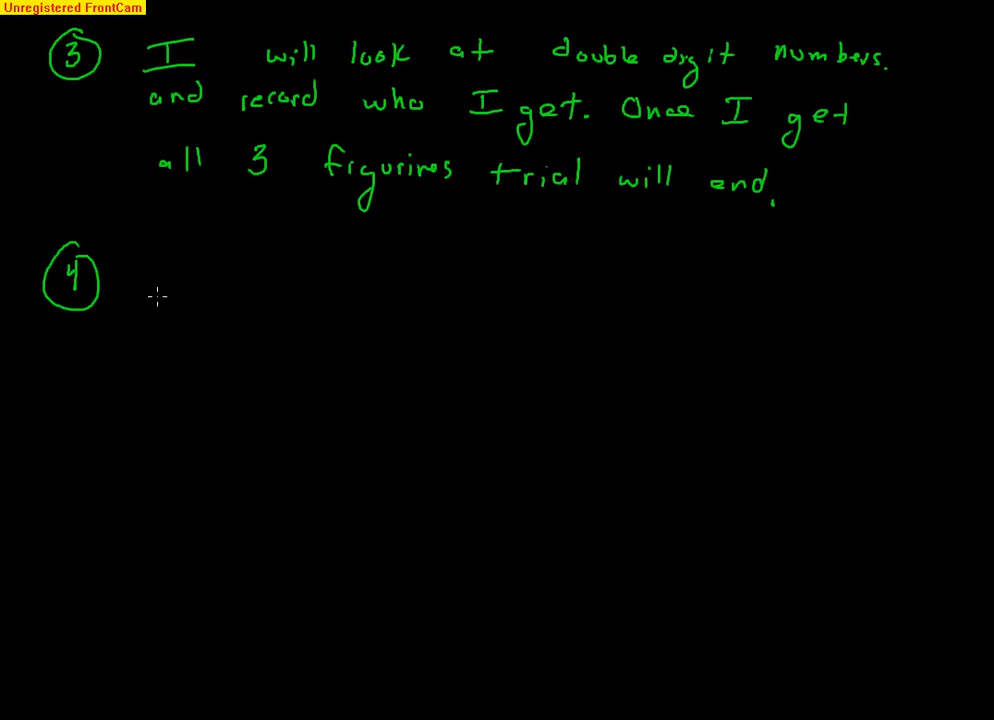 Unregistered FrontCam
3 I will look at double digit numbers.
and record who I get. Once I get
all 3 figurines trial will end.
4